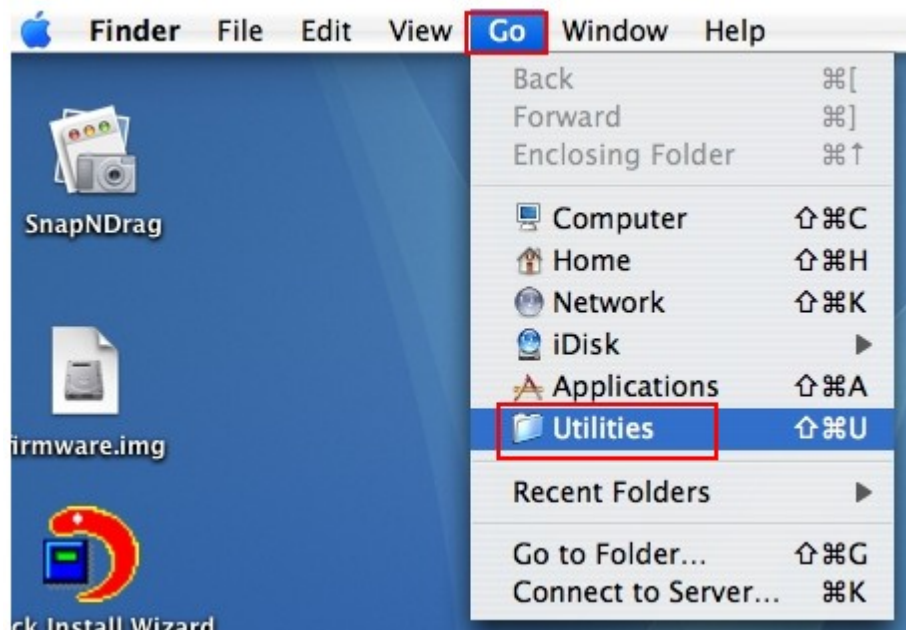 Finder File Edit View Go Window Help
Back ⌘[
Forward ⌘]
Enclosing Folder ⌘↑
Computer ⇧⌘C
Home ⇧⌘H
Network ⇧⌘K
iDisk ▶
Applications ⇧⌘A
Utilities ⇧⌘U
Recent Folders ▶
Go to Folder... ⇧⌘G
Connect to Server... ⌘K
SnapNDrag
irmware.img
ck Install Wizard